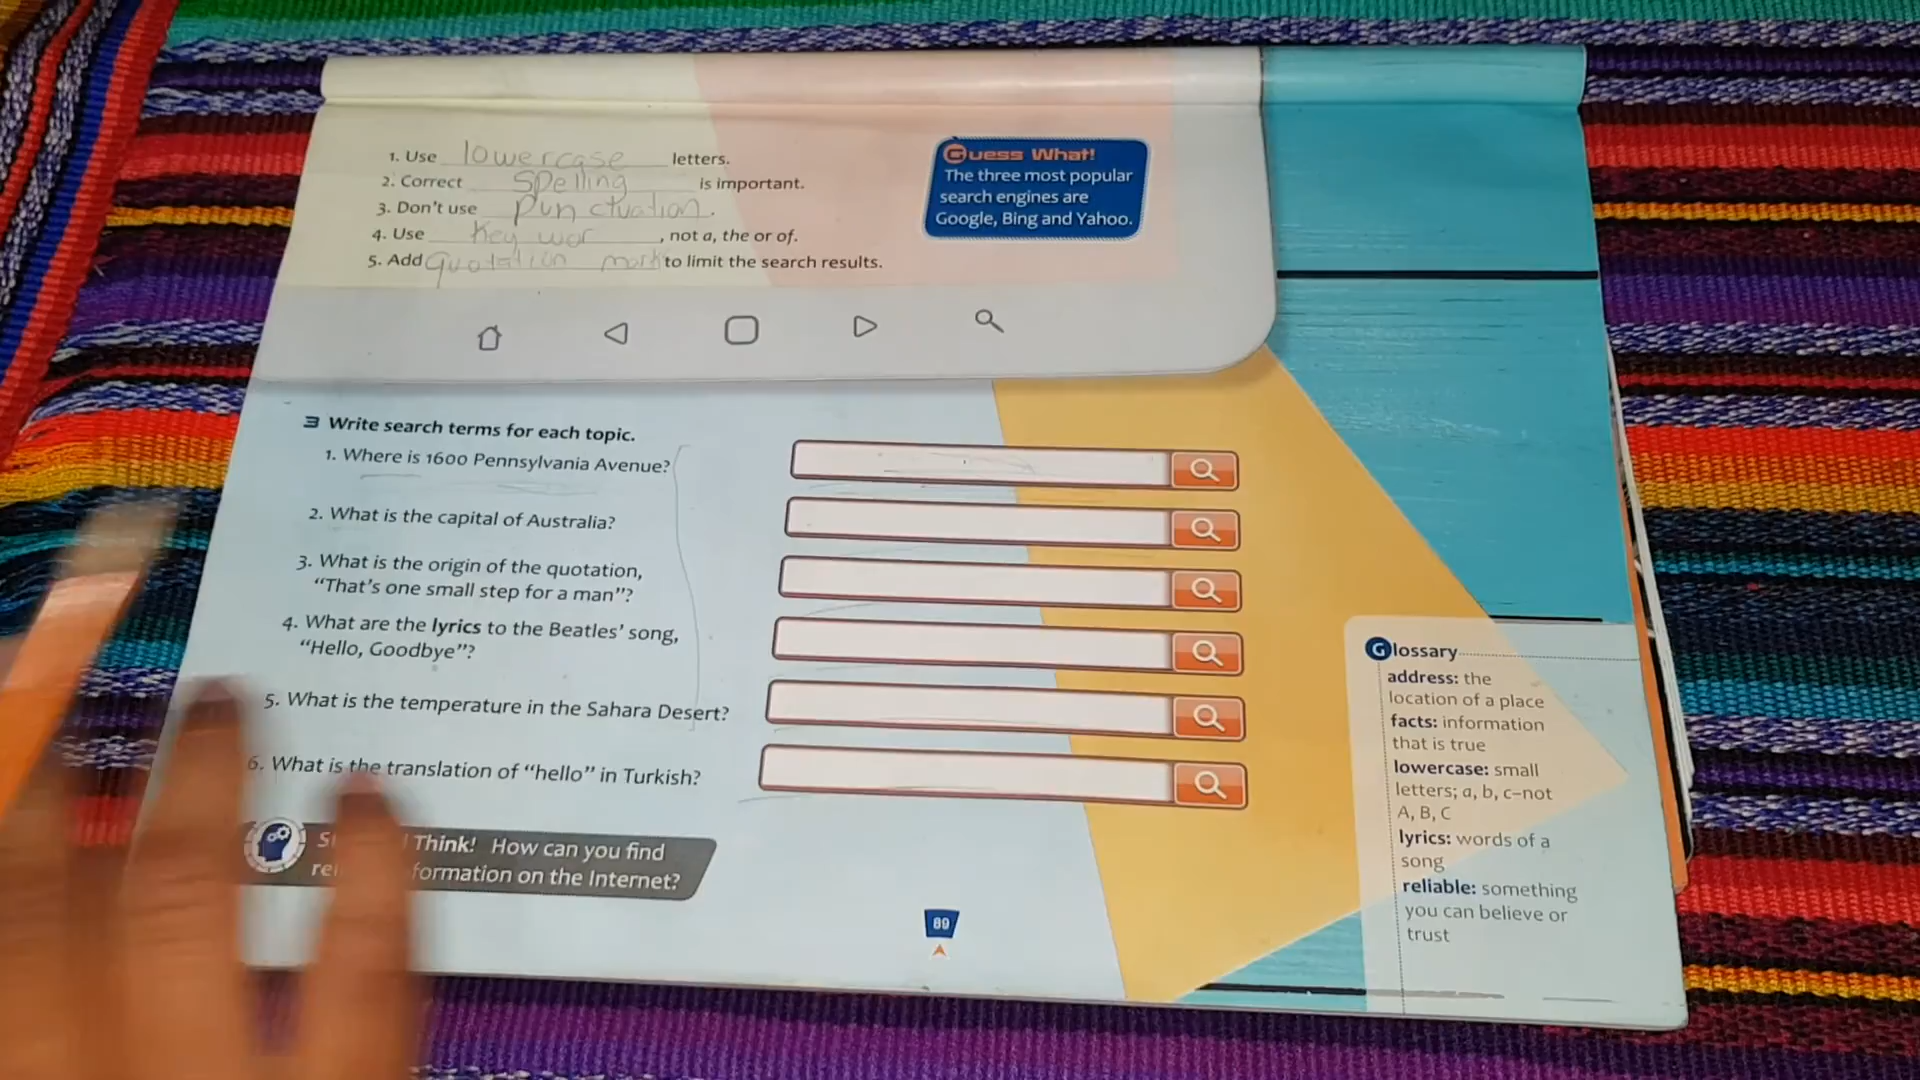 1. Use lowercase letters.
2. Correct spelling is important.
3. Don't use punctuation.
4. Use key wor, not a, the or of.
5. Add quotation mark to limit the search results.
Guess What!
The three most popular
search engines are
Google, Bing and Yahoo.
3 Write search terms for each topic.
1. Where is 1600 Pennsylvania Avenue?
2. What is the capital of Australia?
3. What is the origin of the quotation,
“That's one small step for a man”?
4. What are the lyrics to the Beatles' song,
“Hello, Goodbye”?
5. What is the temperature in the Sahara Desert?
6. What is the translation of “hello” in Turkish?
Think! How can you find
formation on the Internet?
89
Glossary
address: the
location of a place
facts: information
that is true
lowercase: small
letters; a, b, c–not
A, B, C
lyrics: words of a
song
reliable: something
you can believe or
trust